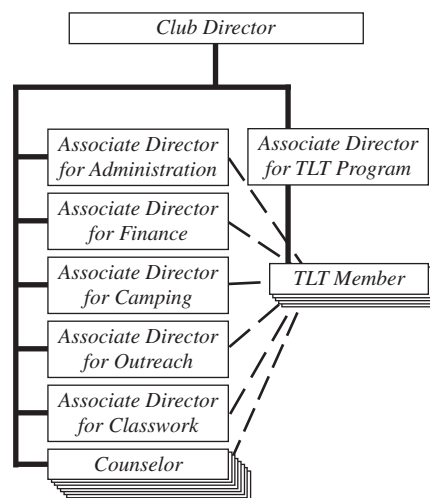 Club Director
Associate Director
for Administration
Associate Director
for TLT Program
Associate Director
for Finance
Associate Director
for Camping
TLT Member
Associate Director
for Outreach
Associate Director
for Classwork
Counselor